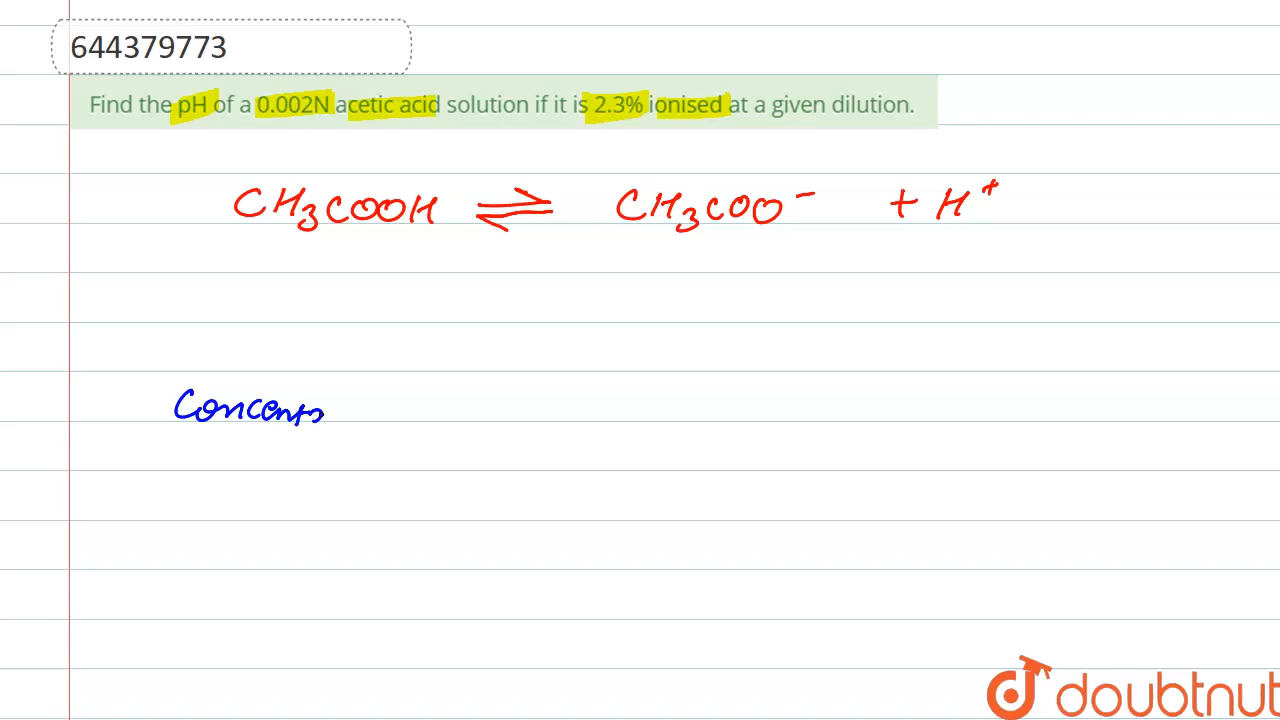 644379773
Find the pH of a 0.002N acetic acid solution if it is 2.3% ionised at a given dilution.
CH3COOH ⇌ CH3COO⁻ + H⁺
doubtnut